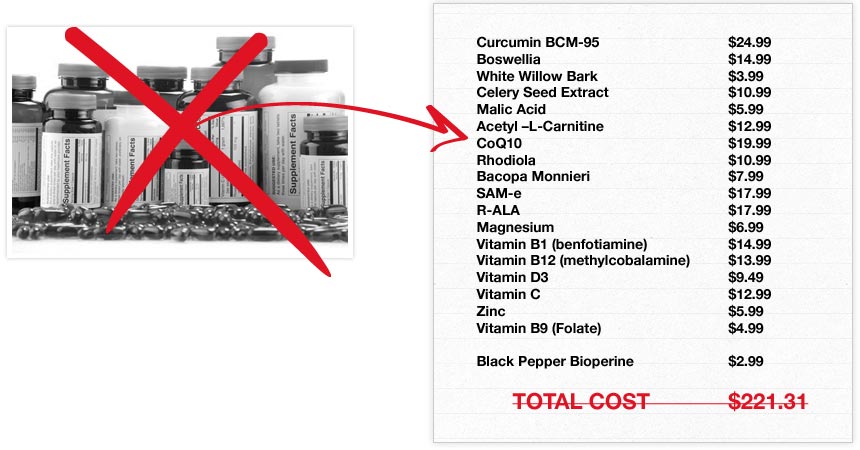 Supplement Facts
Supplement Facts
Supplement Facts
Supplement Facts
SUGGESTED USE:
Curcumin BCM-95 $24.99
Boswellia $14.99
White Willow Bark $3.99
Celery Seed Extract $10.99
Malic Acid $5.99
Acetyl –L-Carnitine $12.99
CoQ10 $19.99
Rhodiola $10.99
Bacopa Monnieri $7.99
SAM-e $17.99
R-ALA $17.99
Magnesium $6.99
Vitamin B1 (benfotiamine) $14.99
Vitamin B12 (methylcobalamine) $13.99
Vitamin D3 $9.49
Vitamin C $12.99
Zinc $5.99
Vitamin B9 (Folate) $4.99
Black Pepper Bioperine $2.99
TOTAL COST $221.31